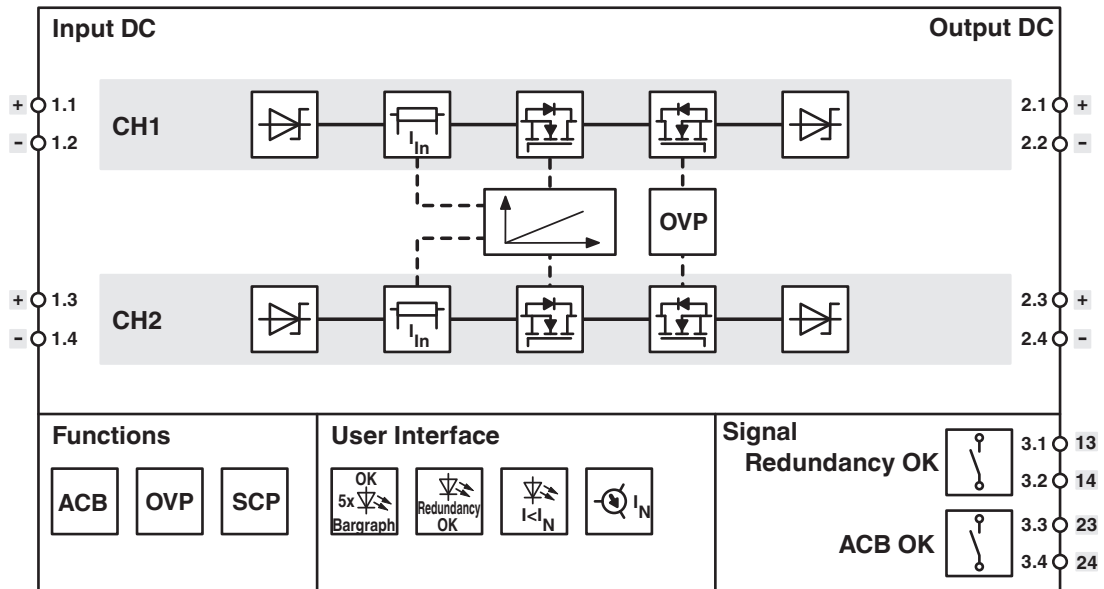 Input DC
Output DC
+ 1.1
- 1.2
CH1
I In
2.1 +
2.2 -
OVP
+ 1.3
- 1.4
CH2
I In
2.3 +
2.4 -
Functions
ACB
OVP
SCP
User Interface
OK
5x
Bargraph
Redundancy
OK
I<I N
I N
Signal
Redundancy OK
3.1 13
3.2 14
ACB OK
3.3 23
3.4 24